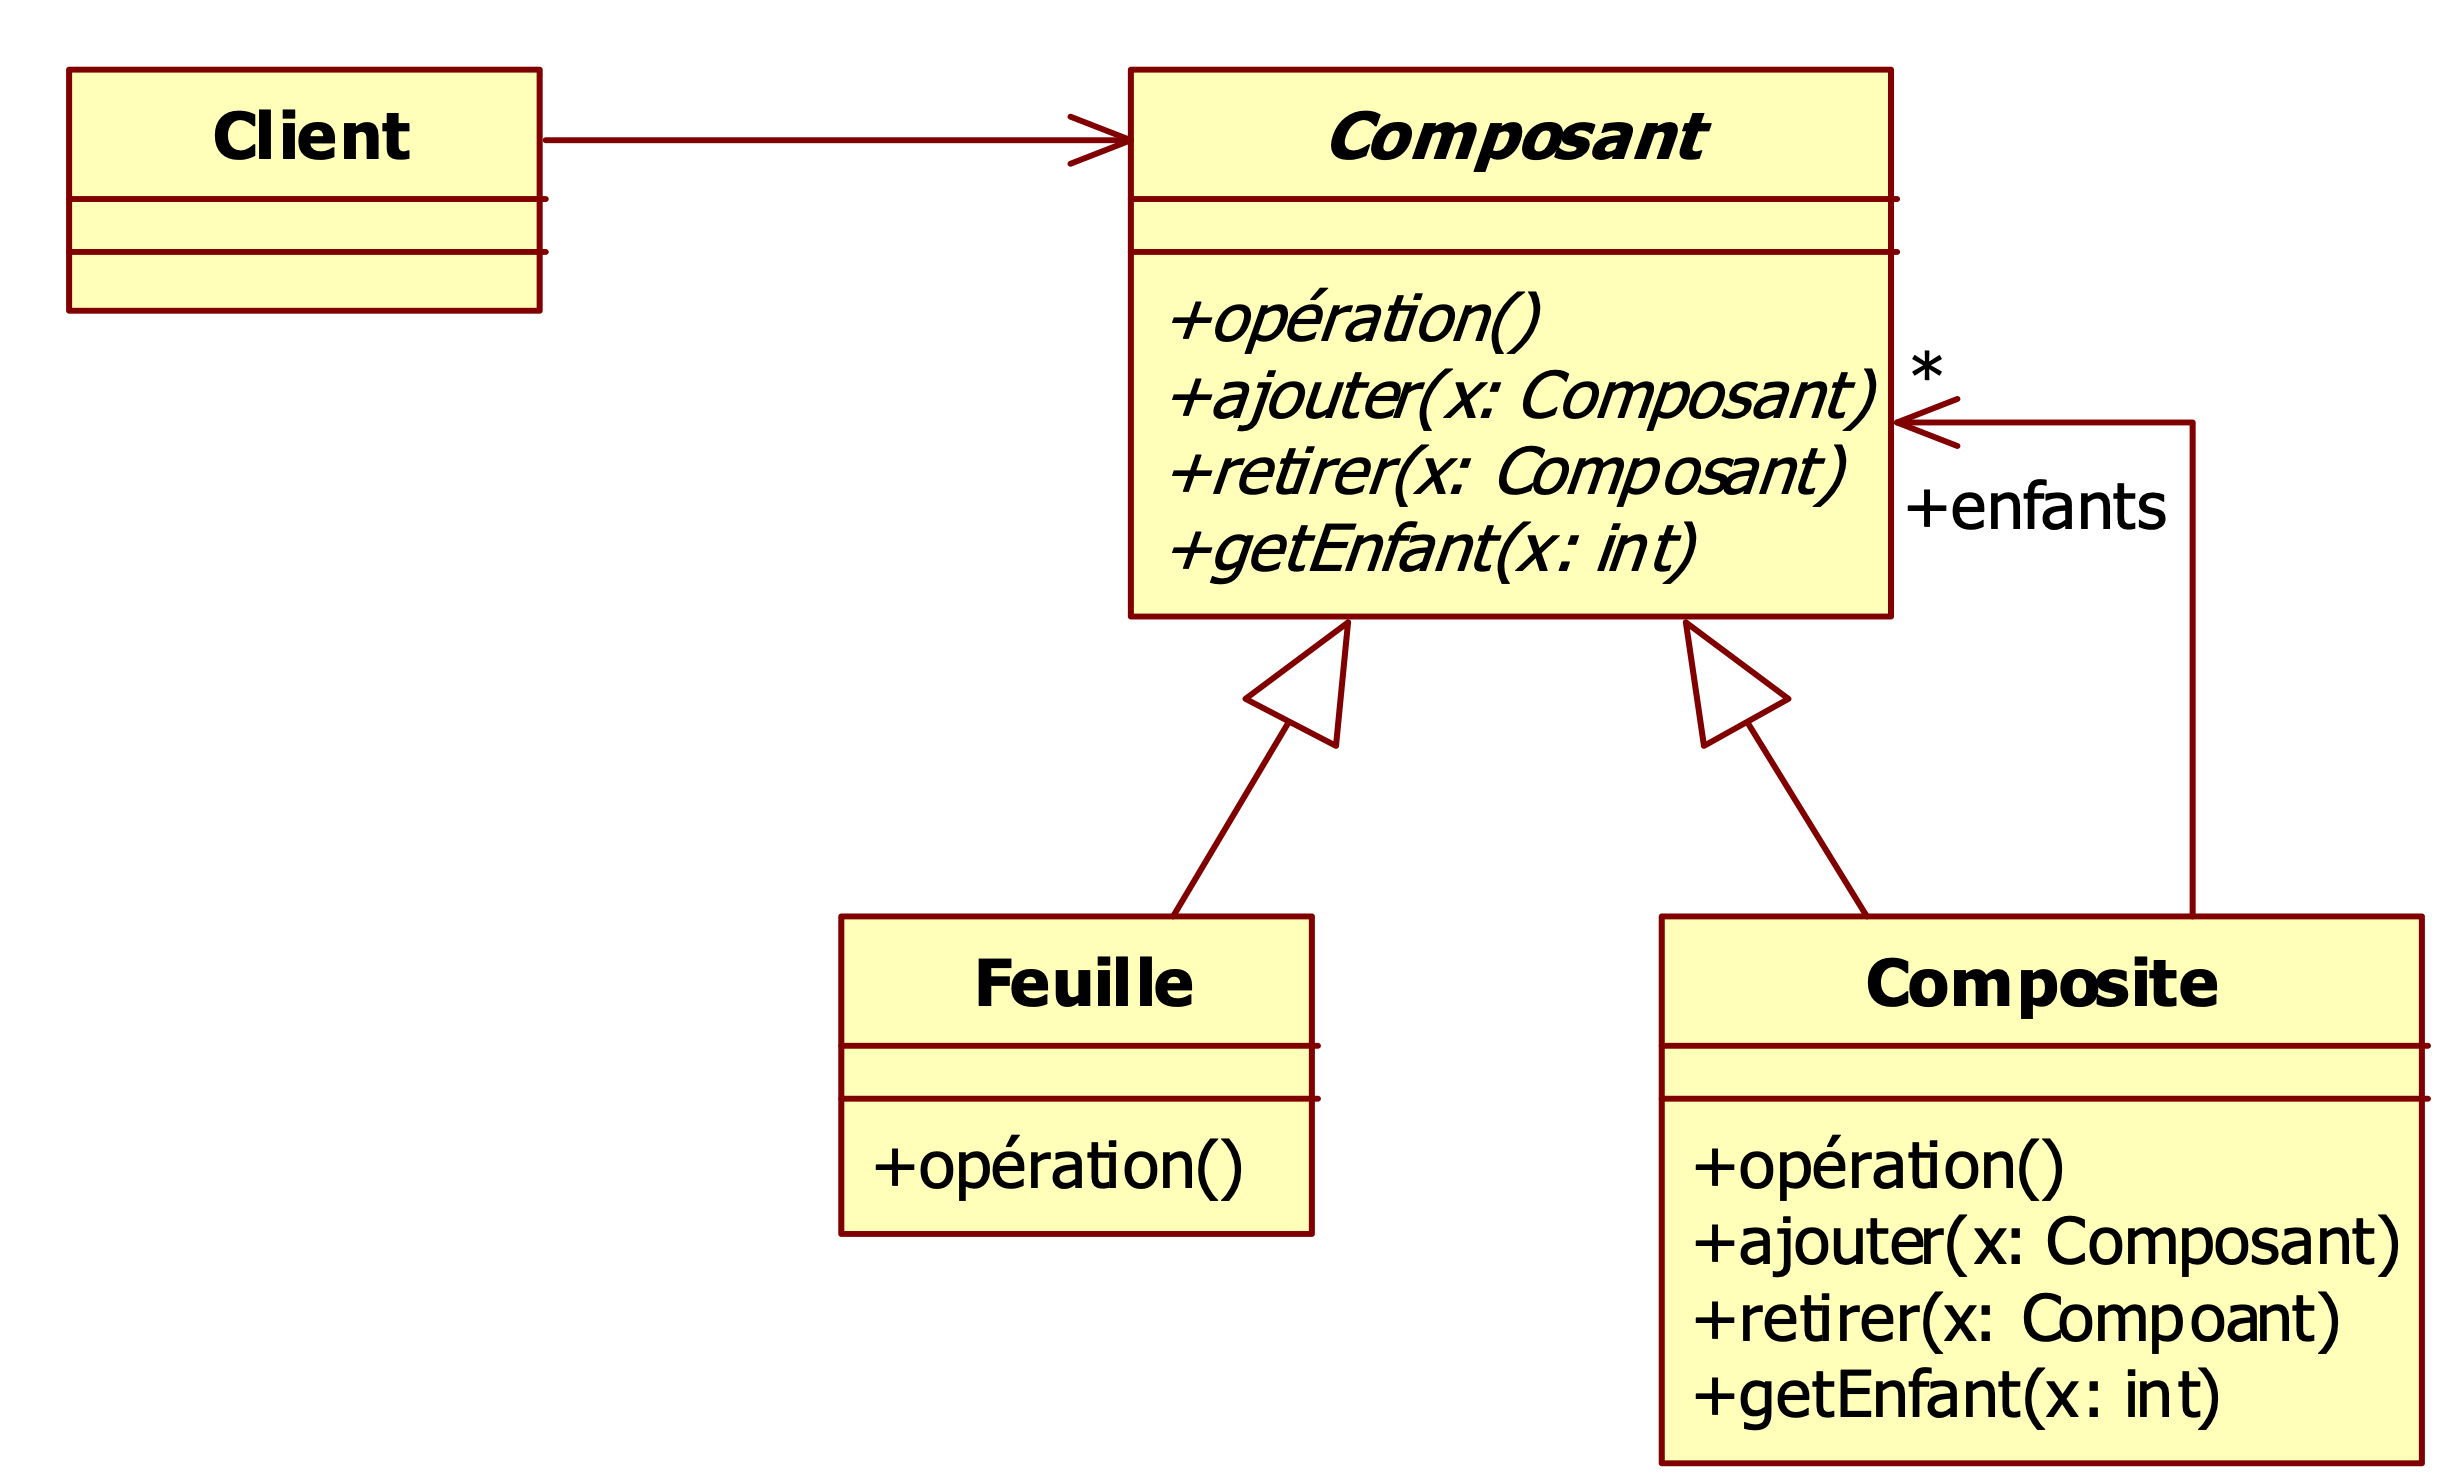 Client
Composant
+opération()
+ajouter(x: Composant)
+retirer(x: Composant)
+getEnfant(x: int)
*
+enfants
Feuille
+opération()
Composite
+opération()
+ajouter(x: Composant)
+retirer(x: Compoant)
+getEnfant(x: int)